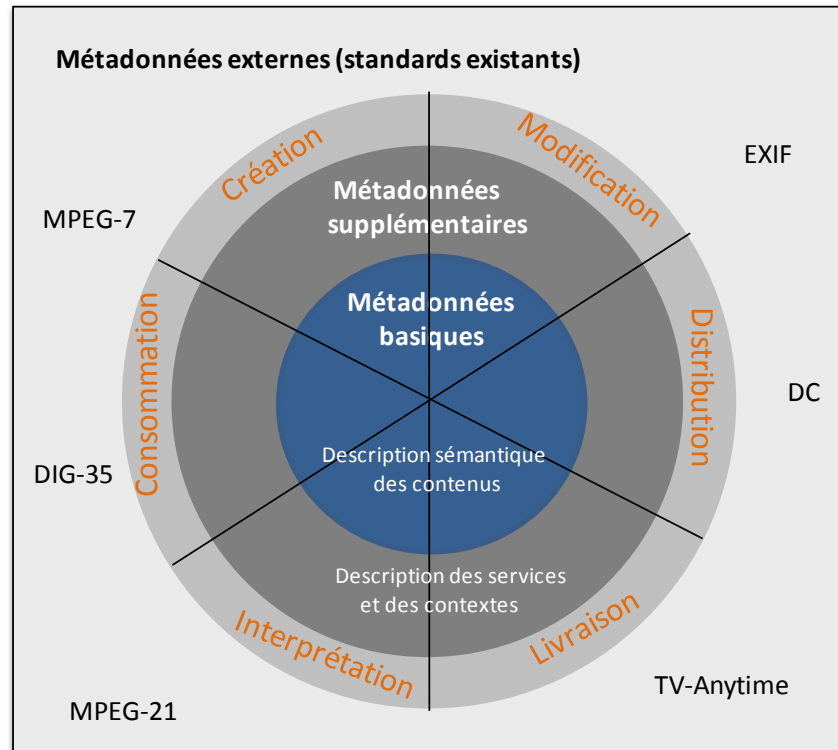 Métadonnées externes (standards existants)
Création
Modification
EXIF
Métadonnées
supplémentaires
MPEG-7
Métadonnées
basiques
Consommation
Distribution
DC
Description sémantique
des contenus
DIG-35
Description des services
et des contextes
Interprétation
Livraison
TV-Anytime
MPEG-21